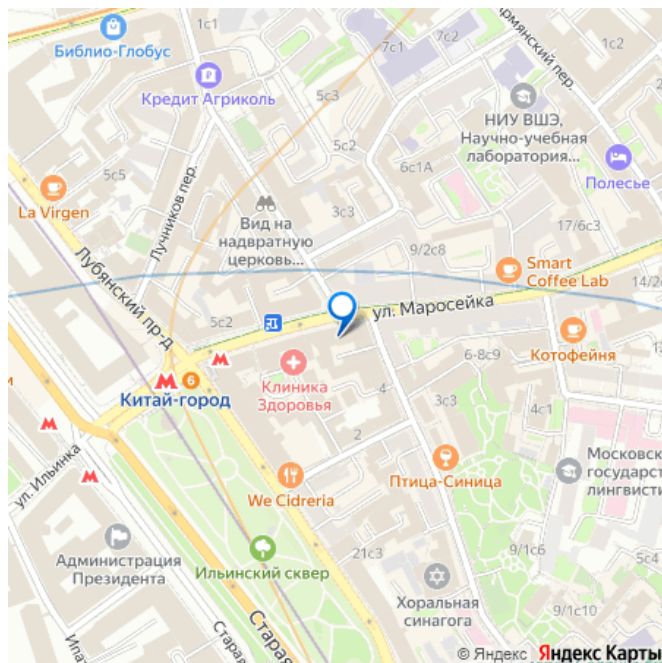 Библио-Глобус
7с1
7с2
Армянский пер.
1с2
Кредит Агриколь
5с3
НИУ ВШЭ,
Научно-учебная
лаборатория...
5с2
6с1А
Полесье
5с5
La Virgen
Лучников пер.
Вид на
надвратную
церковь...
3с3
17/6с3
9/2с8
Smart
Coffee Lab
14/2
Лубянский пр-д
5с2
ул. Маросейка
Котофейня
6
Китай-город
Клиника
Здоровья
6-8с9
4
3с3
4с1
2
ул. Ильинка
We Cidreria
Птица-Синица
Московск
государст
лингвисти
Администрация
Президента
Ильинский сквер
21с3
9/1с6
5с4
Хоральная
синагога
9/1с10
Старая
Старая
Ипат
© Яндекс Яндекс Карты